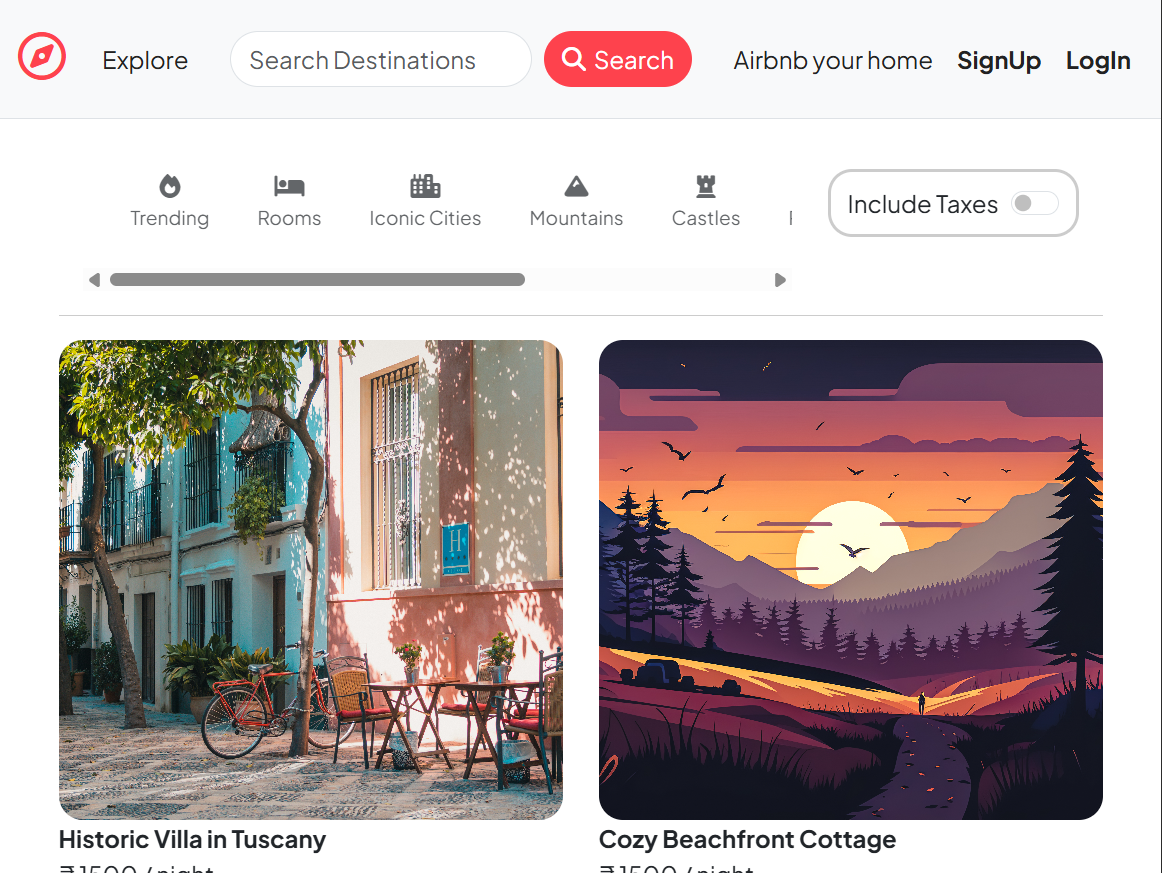 Explore
Search Destinations
Search
Airbnb your home
SignUp
LogIn
Trending
Rooms
Iconic Cities
Mountains
Castles
Include Taxes
H
Historic Villa in Tuscany
Cozy Beachfront Cottage
₹ 1500 / night
₹ 1500 / night